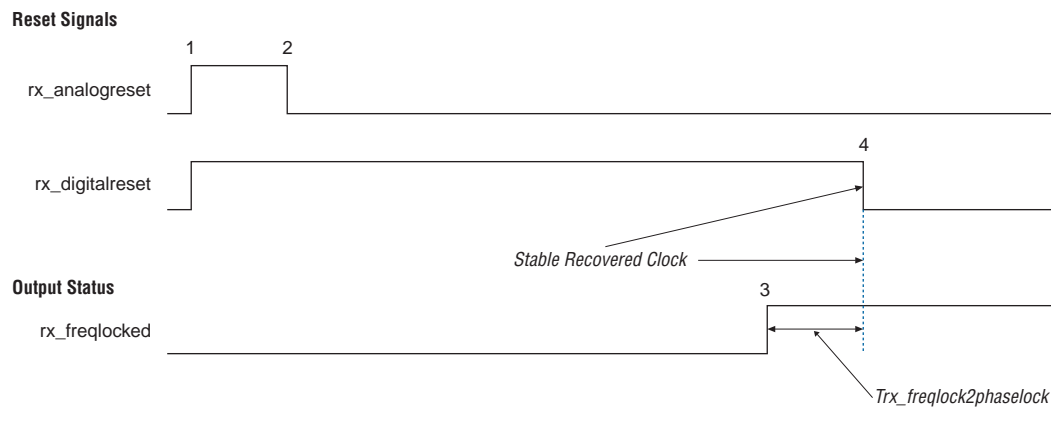 Reset Signals
1 2
rx_analogreset
4
rx_digitalreset
Stable Recovered Clock
Output Status
3
rx_freqlocked
Trx_freqlock2phaselock